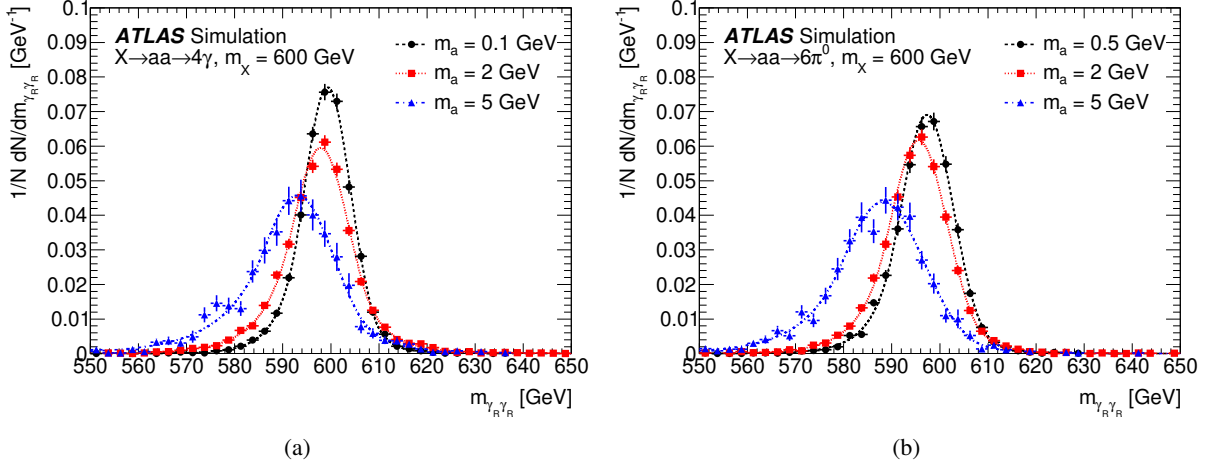 1/N dN/dm_{γ_Rγ_R} [GeV⁻¹]
0.1
0.09
0.08
0.07
0.06
0.05
0.04
0.03
0.02
0.01
0
ATLAS Simulation
X→aa→4γ, m_X = 600 GeV
m_a = 0.1 GeV
m_a = 2 GeV
m_a = 5 GeV
550 560 570 580 590 600 610 620 630 640 650
m_{γ_Rγ_R} [GeV]
(a)
1/N dN/dm_{γ_Rγ_R} [GeV⁻¹]
0.1
0.09
0.08
0.07
0.06
0.05
0.04
0.03
0.02
0.01
0
ATLAS Simulation
X→aa→6π⁰, m_X = 600 GeV
m_a = 0.5 GeV
m_a = 2 GeV
m_a = 5 GeV
550 560 570 580 590 600 610 620 630 640 650
m_{γ_Rγ_R} [GeV]
(b)